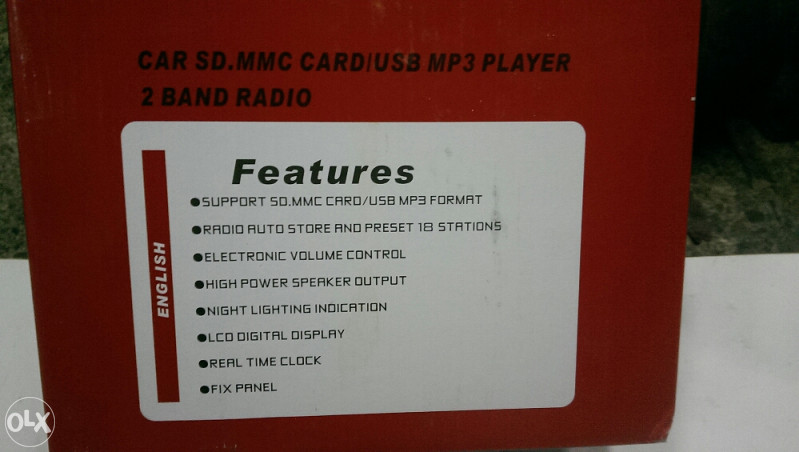 CAR SD.MMC CARD/USB MP3 PLAYER
2 BAND RADIO
Features
●SUPPORT SD.MMC CARD/USB MP3 FORMAT
●RADIO AUTO STORE AND PRESET 18 STATIONS
●ELECTRONIC VOLUME CONTROL
●HIGH POWER SPEAKER OUTPUT
●NIGHT LIGHTING INDICATION
●LCD DIGITAL DISPLAY
●REAL TIME CLOCK
●FIX PANEL
ENGLISH
OLX